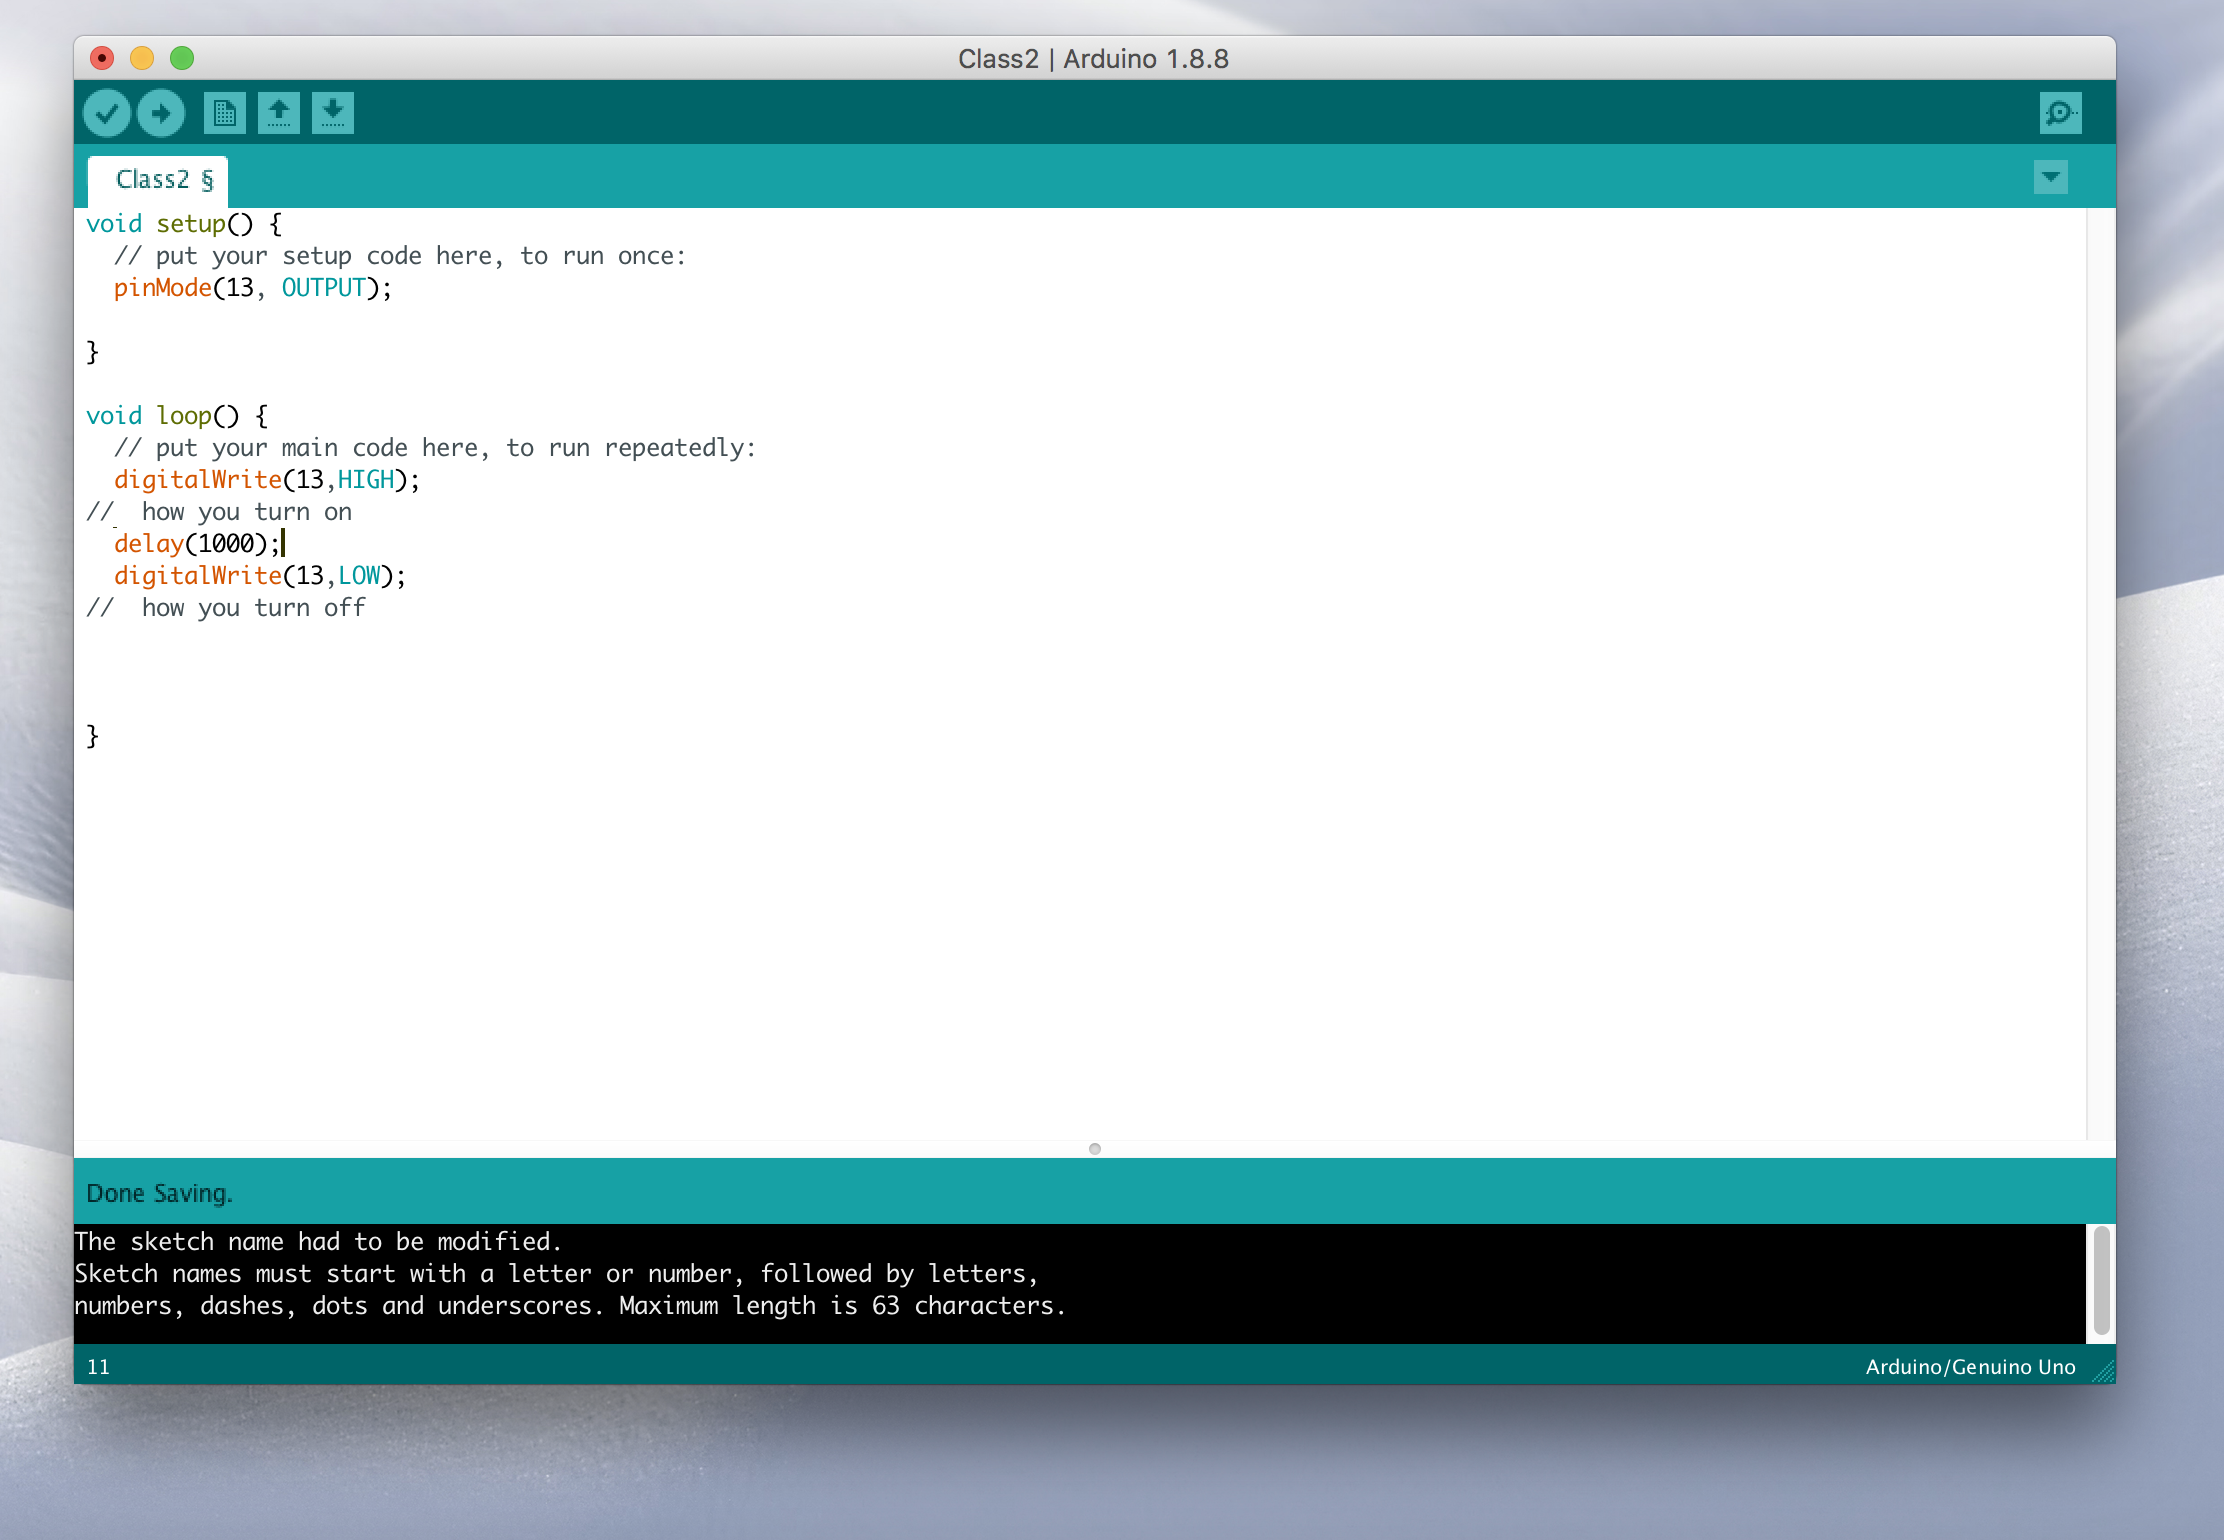 Class2 | Arduino 1.8.8
Class2 §
void setup() {
  // put your setup code here, to run once:
  pinMode(13, OUTPUT);
}
void loop() {
  // put your main code here, to run repeatedly:
  digitalWrite(13,HIGH);
//  how you turn on
  delay(1000);
  digitalWrite(13,LOW);
//  how you turn off
}
Done Saving.
The sketch name had to be modified.
Sketch names must start with a letter or number, followed by letters,
numbers, dashes, dots and underscores. Maximum length is 63 characters.
11
Arduino/Genuino Uno